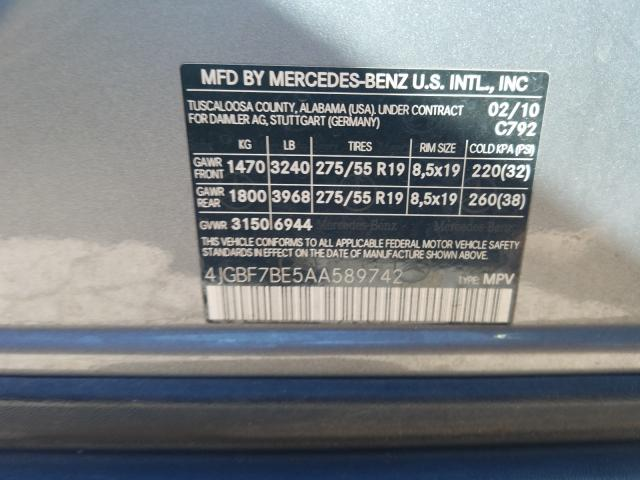 MFD BY MERCEDES-BENZ U.S. INTL., INC
TUSCALOOSA COUNTY, ALABAMA (USA). UNDER CONTRACT 02/10
FOR DAIMLER AG, STUTTGART (GERMANY) C792
KG LB TIRES RIM SIZE COLD KPA (PSI)
GAWR FRONT 1470 3240 275/55 R19 8,5x19 220(32)
GAWR REAR 1800 3968 275/55 R19 8,5x19 260(38)
GVWR 3150 6944 Mercedes-Benz Mercedes-Benz
THIS VEHICLE CONFORMS TO ALL APPLICABLE FEDERAL MOTOR VEHICLE SAFETY
STANDARDS IN EFFECT ON THE DATE OF MANUFACTURE SHOWN ABOVE.
4JGBF7BE5AA589742 TYPE: MPV